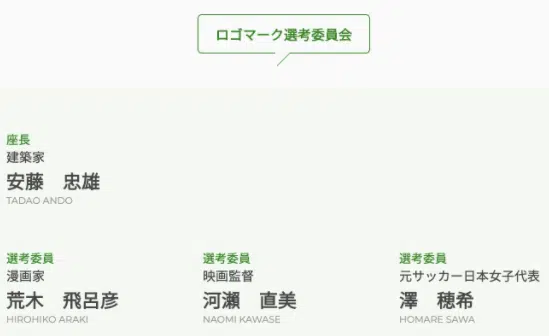 ロゴマーク選考委員会
座長
建築家
安藤　忠雄
TADAO ANDO
選考委員
漫画家
荒木　飛呂彦
HIROHIKO ARAKI
選考委員
映画監督
河瀨　直美
NAOMI KAWASE
選考委員
元サッカー日本女子代表
澤　穂希
HOMARE SAWA